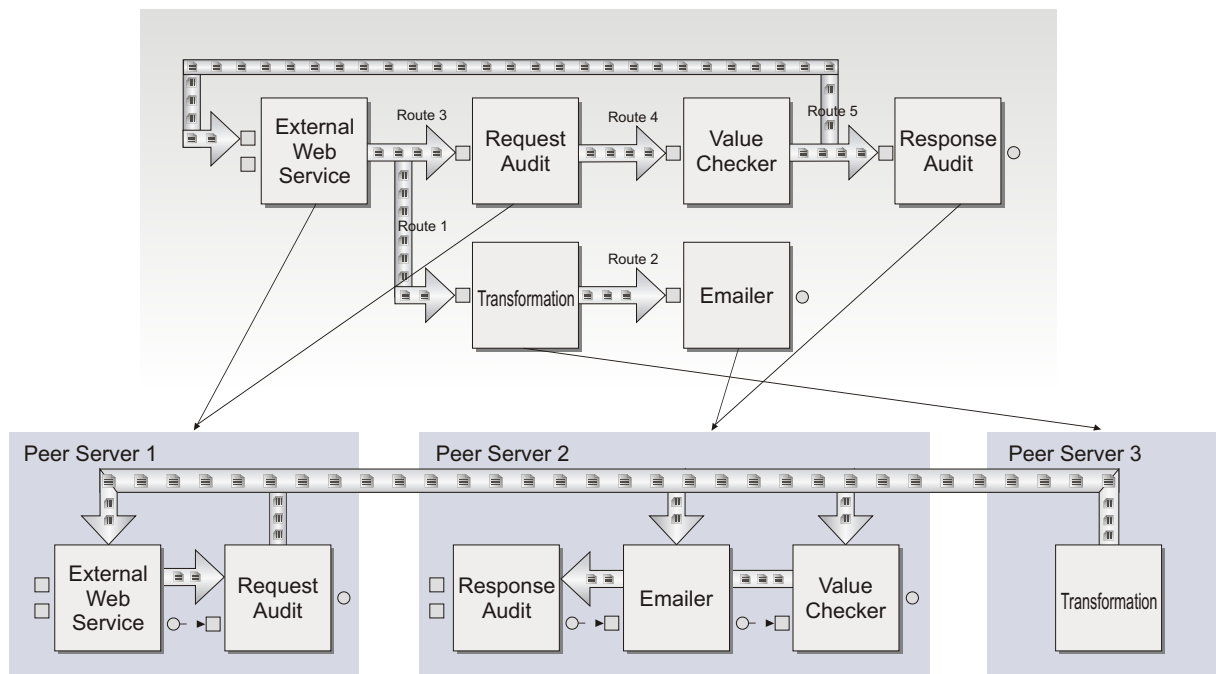 Route 3
Route 4
Route 5
External
Web
Service
Request
Audit
Value
Checker
Response
Audit
Route 1
Route 2
Transformation
Emailer
Peer Server 1
Peer Server 2
Peer Server 3
External
Web
Service
Request
Audit
Response
Audit
Emailer
Value
Checker
Transformation